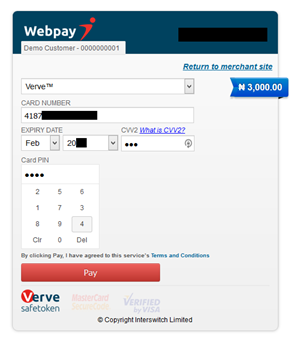 Webpay
Demo Customer - 0000000001
Return to merchant site
Verve™
₦ 3,000.00
CARD NUMBER
4187
EXPIRY DATE
CVV2 What is CVV2?
Feb 20 •••
Card PIN
••••
2 5 6
1 7 3
8 9 4
Clr 0 Del
By clicking Pay, I have agreed to this service's Terms and Conditions
Pay
Verve safetoken
MasterCard SecureCode
VERIFIED by VISA
© Copyright Interswitch Limited